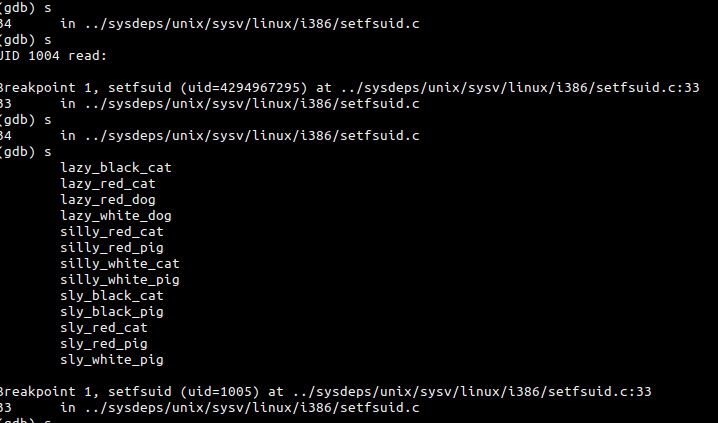 (gdb) s
34      in ../sysdeps/unix/sysv/linux/i386/setfsuid.c
(gdb) s
UID 1004 read:
Breakpoint 1, setfsuid (uid=4294967295) at ../sysdeps/unix/sysv/linux/i386/setfsuid.c:33
33      in ../sysdeps/unix/sysv/linux/i386/setfsuid.c
(gdb) s
34      in ../sysdeps/unix/sysv/linux/i386/setfsuid.c
(gdb) s
lazy_black_cat
lazy_red_cat
lazy_red_dog
lazy_white_dog
silly_red_cat
silly_red_pig
silly_white_cat
silly_white_pig
sly_black_cat
sly_black_pig
sly_red_cat
sly_red_pig
sly_white_pig
Breakpoint 1, setfsuid (uid=1005) at ../sysdeps/unix/sysv/linux/i386/setfsuid.c:33
33      in ../sysdeps/unix/sysv/linux/i386/setfsuid.c
(gdb) s